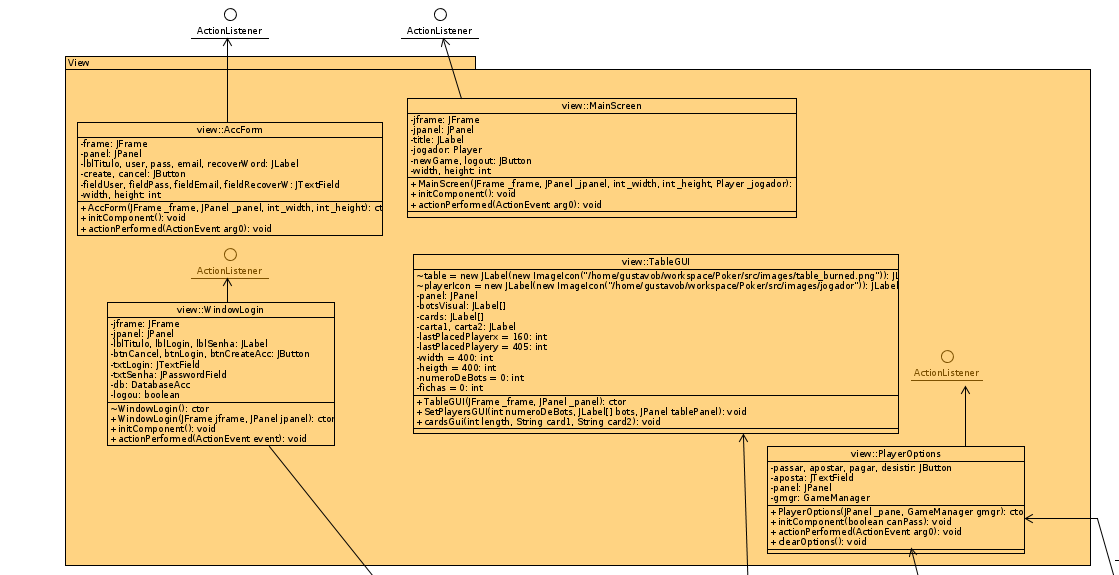 ActionListener
ActionListener
View
view::AccForm
-frame: JFrame
-panel: JPanel
-lblTitulo, user, pass, email, recoverWord: JLabel
-create, cancel: JButton
-fieldUser, fieldPass, fieldEmail, fieldRecoverW: JTextField
-width, height: int
+AccForm(JFrame _frame, JPanel _panel, int _width, int _height): ct
+initComponent(): void
+actionPerformed(ActionEvent arg0): void
view::MainScreen
-jframe: JFrame
-jpanel: JPanel
-title: JLabel
-jogador: Player
-newGame, logout: JButton
-width, height: int
+MainScreen(JFrame _frame, JPanel _jpanel, int _width, int _height, Player _jogador):
+initComponent(): void
+actionPerformed(ActionEvent arg0): void
ActionListener
view::WindowLogin
-jframe: JFrame
-jpanel: JPanel
-lblTitulo, lblLogin, lblSenha: JLabel
-btnCancel, btnLogin, btnCreateAcc: JButton
-txtLogin: JTextField
-txtSenha: JPasswordField
-db: DatabaseAcc
-logou: boolean
~WindowLogin(): ctor
+WindowLogin(JFrame jframe, JPanel jpanel): ctor
+initComponent(): void
+actionPerformed(ActionEvent event): void
view::TableGUI
~table = new JLabel(new ImageIcon("/home/gustavob/workspace/Poker/src/images/table_burned.png")): JL
~playerIcon = new JLabel(new ImageIcon("/home/gustavob/workspace/Poker/src/images/jogador")): JLabel
-panel: JPanel
-botsVisual: JLabel[]
-cards: JLabel[]
-carta1, carta2: JLabel
-lastPlacedPlayerx = 160: int
-lastPlacedPlayery = 405: int
-width = 400: int
-heigth = 400: int
-numeroDeBots = 0: int
-fichas = 0: int
+TableGUI(JFrame _frame, JPanel _panel): ctor
+SetPlayersGUI(int numeroDeBots, JLabel[] bots, JPanel tablePanel): void
+cardsGui(int length, String card1, String card2): void
ActionListener
view::PlayerOptions
-passar, apostar, pagar, desistir: JButton
-aposta: JTextField
-panel: JPanel
-gmgr: GameManager
+PlayerOptions(JPanel _pane, GameManager gmgr): cto
+initComponent(boolean canPass): void
+actionPerformed(ActionEvent arg0): void
+clearOptions(): void